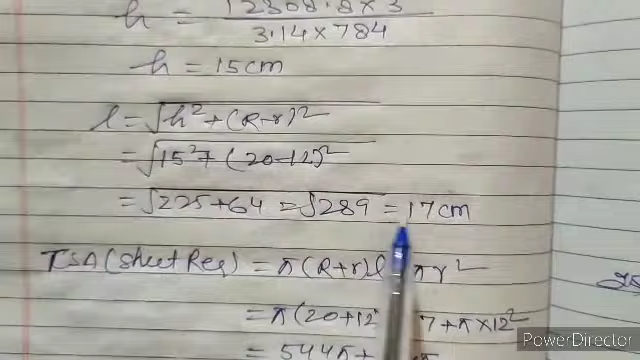 h = 12308.8×3
3.14×784
h = 15cm
l = √h²+(R-r)²
= √15²+(20-12)²
= √225+64 = √289 = 17cm
TSA (Sheet Req) = π(R+r)l πr²
= π(20+12 7+π×12²
= 544π+
PowerDirector